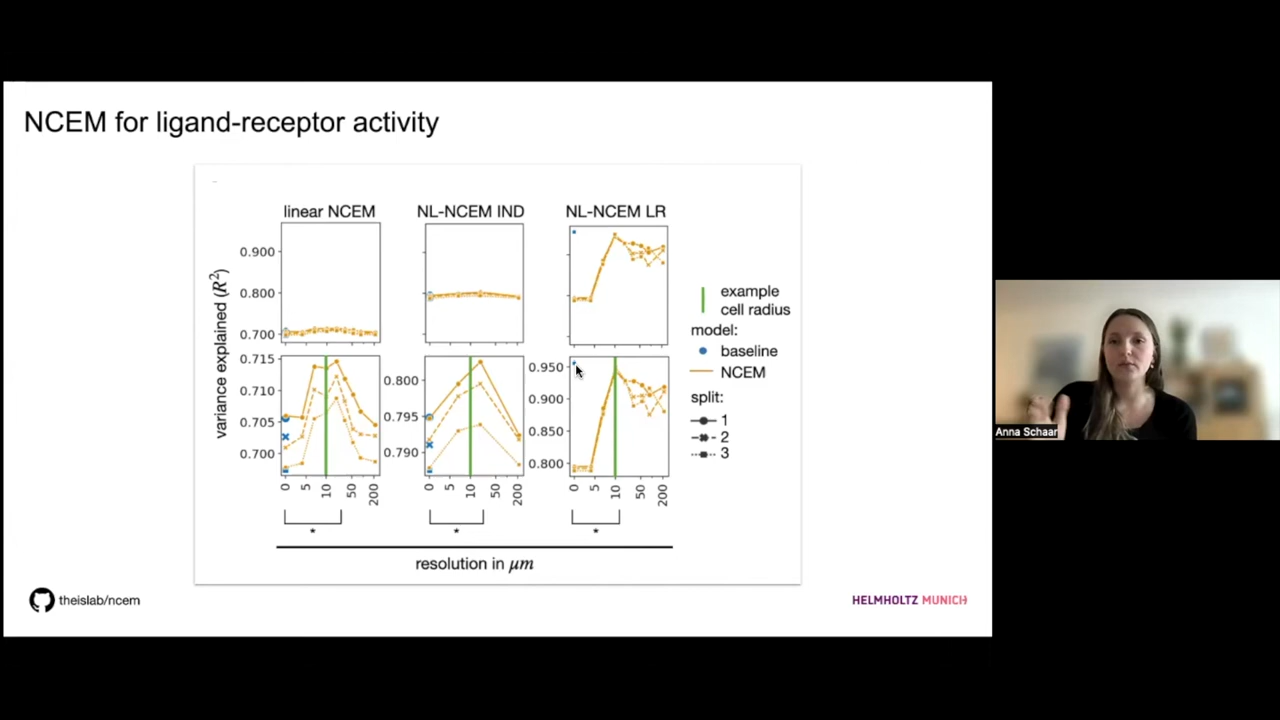 NCEM for ligand-receptor activity
linear NCEM
NL-NCEM IND
NL-NCEM LR
variance explained (R²)
0.900
0.800
0.700
0.715
0.710
0.705
0.700
0.800
0.795
0.790
0.950
0.900
0.850
0.800
0 5 10 50 200
0 5 10 50 200
0 5 10 50 200
* * *
resolution in μm
example
cell radius
model:
baseline
NCEM
split:
1
2
3
theislab/ncem
HELMHOLTZ MUNICH
Anna Schaar